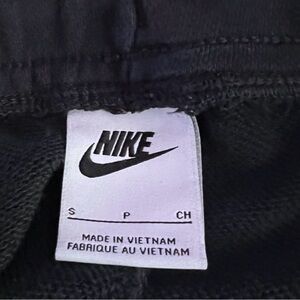 NIKE
S P CH
MADE IN VIETNAM
FABRIQUE AU VIETNAM